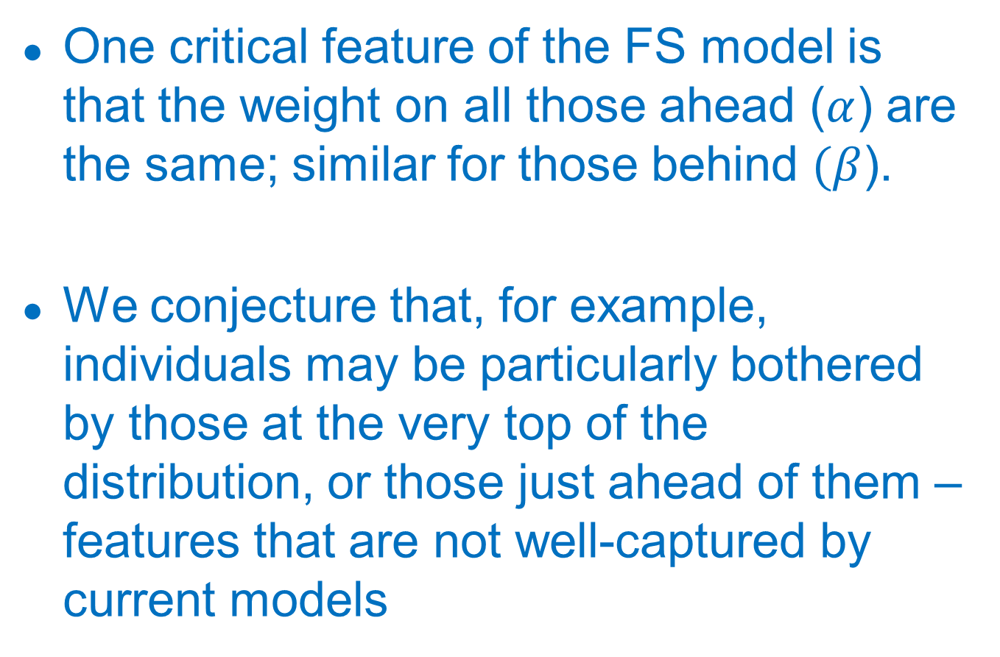 • One critical feature of the FS model is
that the weight on all those ahead (𝛼) are
the same; similar for those behind (𝛽).
• We conjecture that, for example,
individuals may be particularly bothered
by those at the very top of the
distribution, or those just ahead of them –
features that are not well-captured by
current models